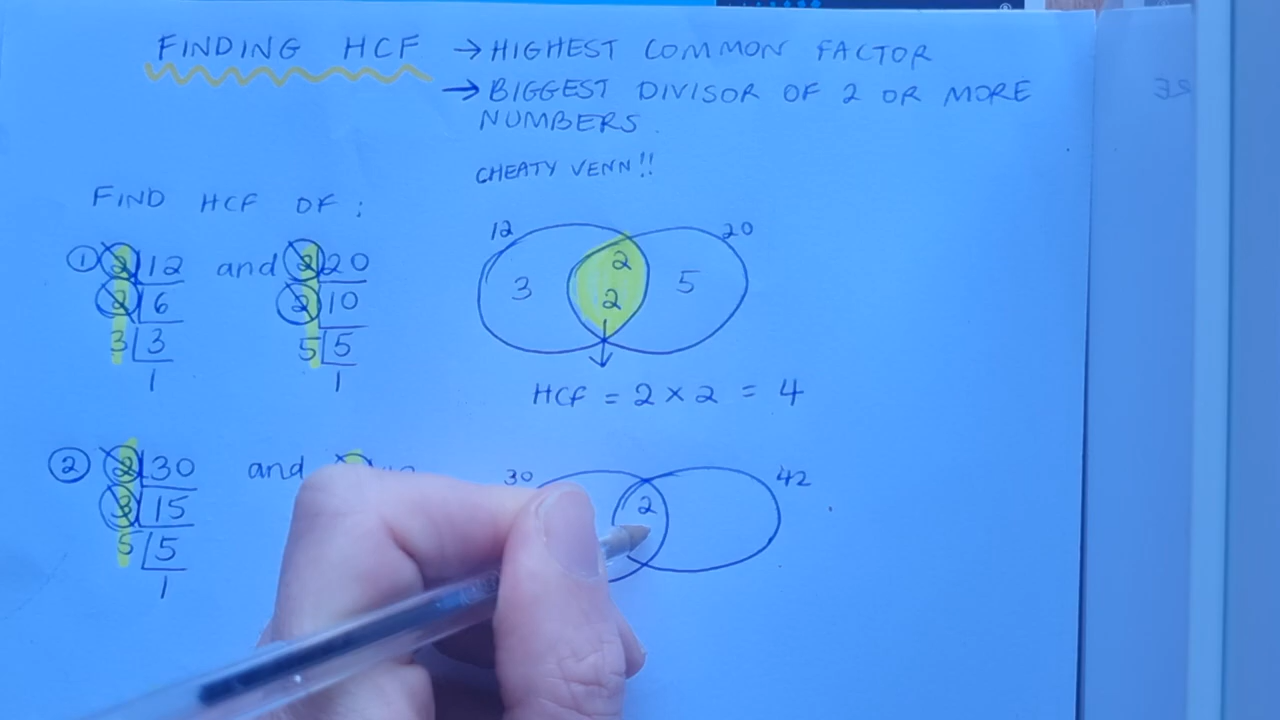 FINDING HCF → HIGHEST COMMON FACTOR
→ BIGGEST DIVISOR OF 2 OR MORE
NUMBERS.
CHEATY VENN!!
FIND HCF OF:
12 20
① 2 12 and 2 20
2 6 2 10
3 3 5 5
1 1
3 2 2 5
HCF = 2 × 2 = 4
② 2 30 and
3 15
5 5
1
30 42
2